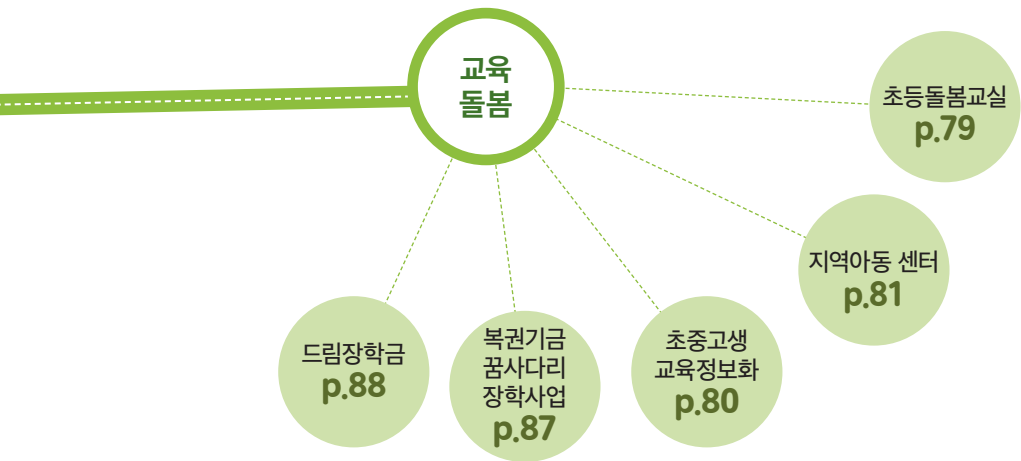 교육
돌봄
초등돌봄교실
p.79
지역아동 센터
p.81
초중고생
교육정보화
p.80
복권기금
꿈사다리
장학사업
p.87
드림장학금
p.88